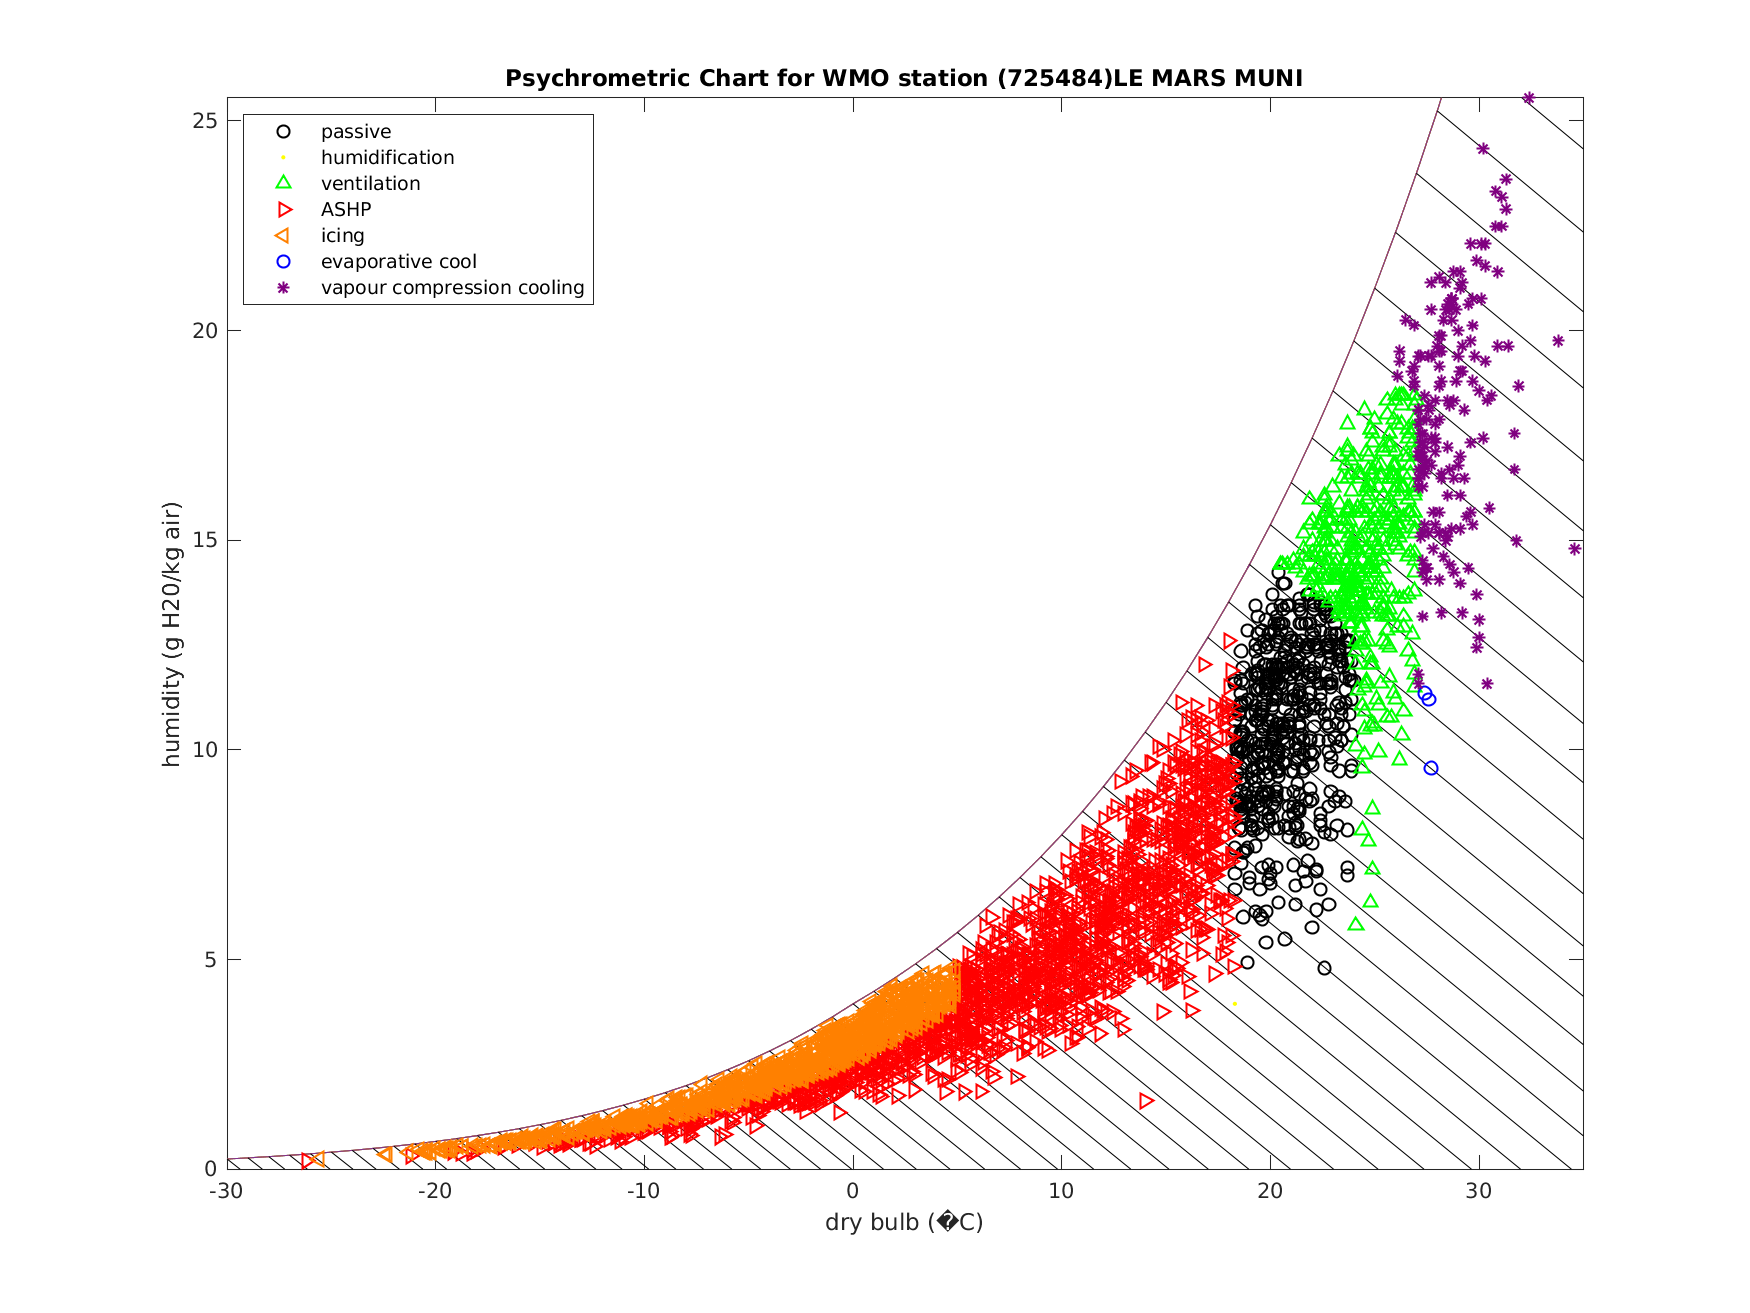 Psychrometric Chart for WMO station (725484)LE MARS MUNI
25
20
15
10
5
0
humidity (g H20/kg air)
passive
humidification
ventilation
ASHP
icing
evaporative cool
vapour compression cooling
-30 -20 -10 0 10 20 30
dry bulb (�C)